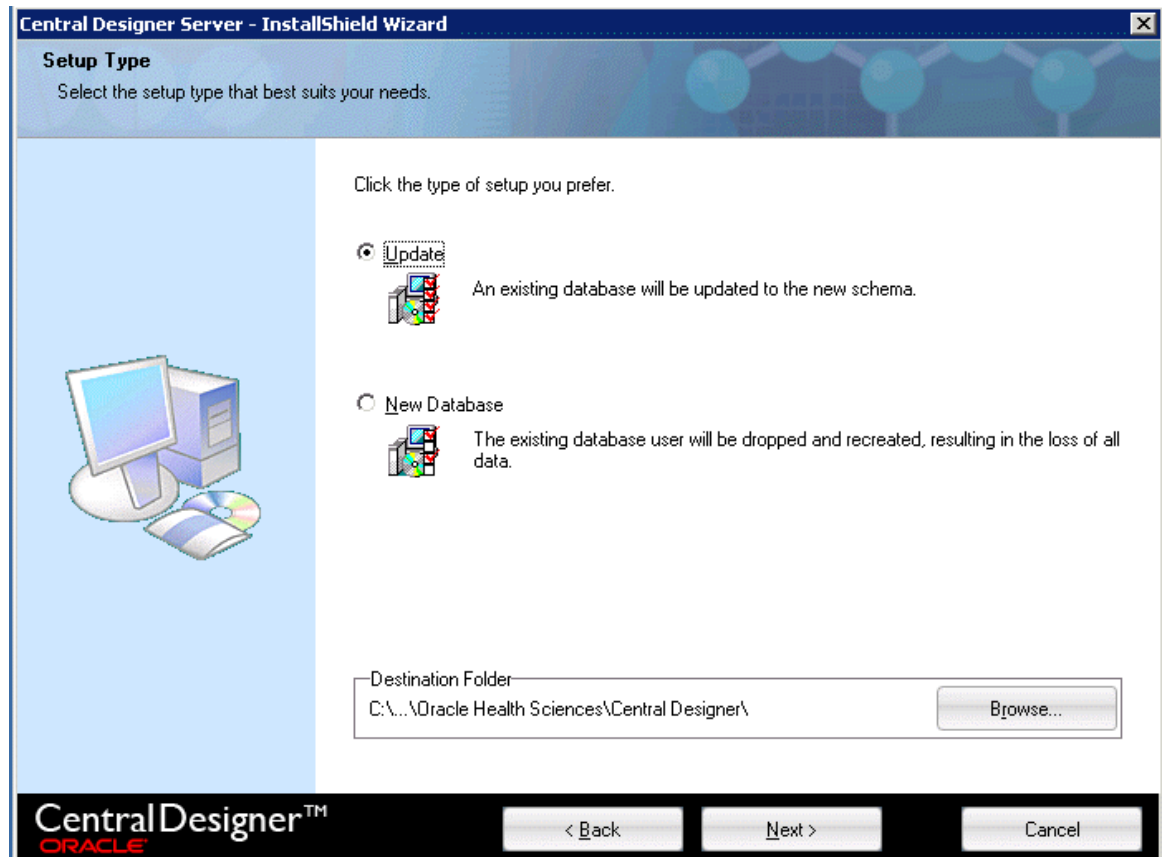 Central Designer Server - InstallShield Wizard
Setup Type
Select the setup type that best suits your needs.
Click the type of setup you prefer.
Update
An existing database will be updated to the new schema.
New Database
The existing database user will be dropped and recreated, resulting in the loss of all
data.
Destination Folder
C:\...\Oracle Health Sciences\Central Designer\
Browse...
CentralDesigner™
ORACLE
< Back
Next >
Cancel